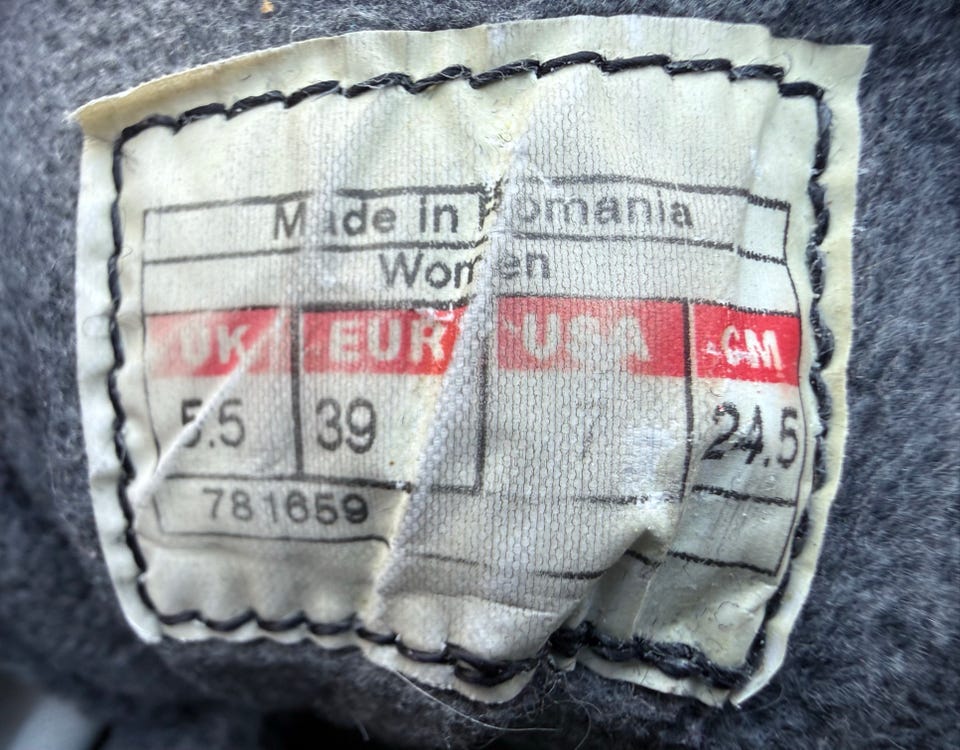 Made in Romania
Women
UK EUR USA CM
5.5 39 24.5
781659